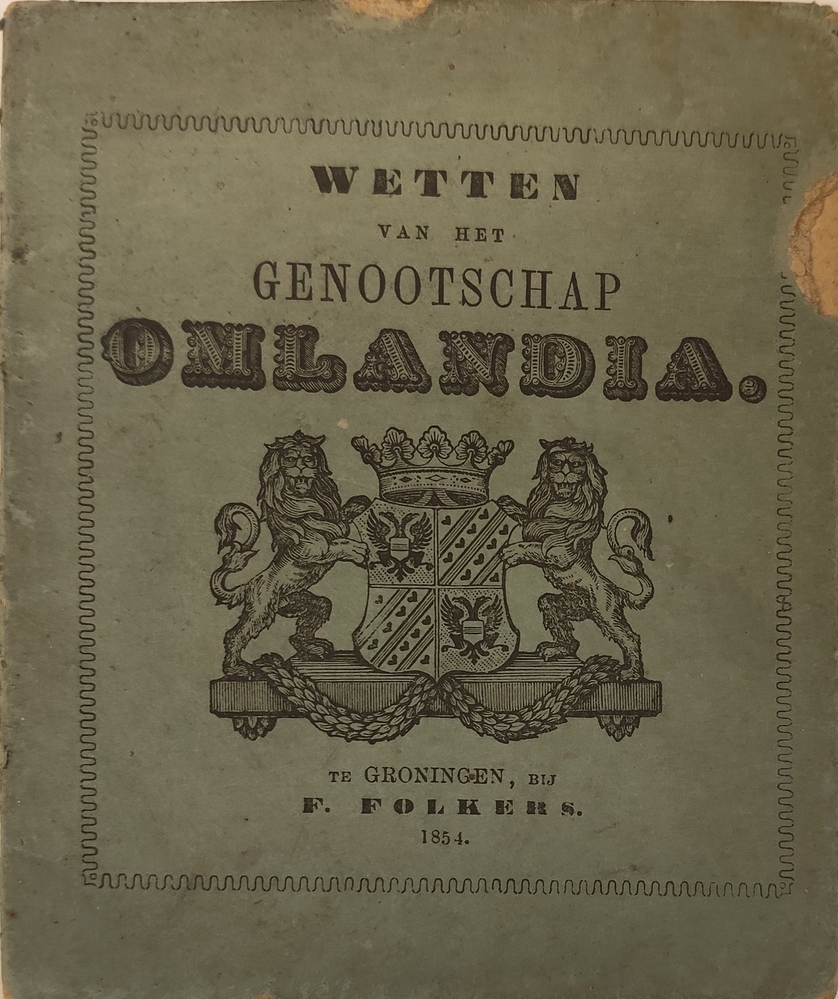 WETTEN
VAN HET
GENOOTSCHAP
OMLANDIA.
TE GRONINGEN, BIJ
F. FOLKERS.
1854.